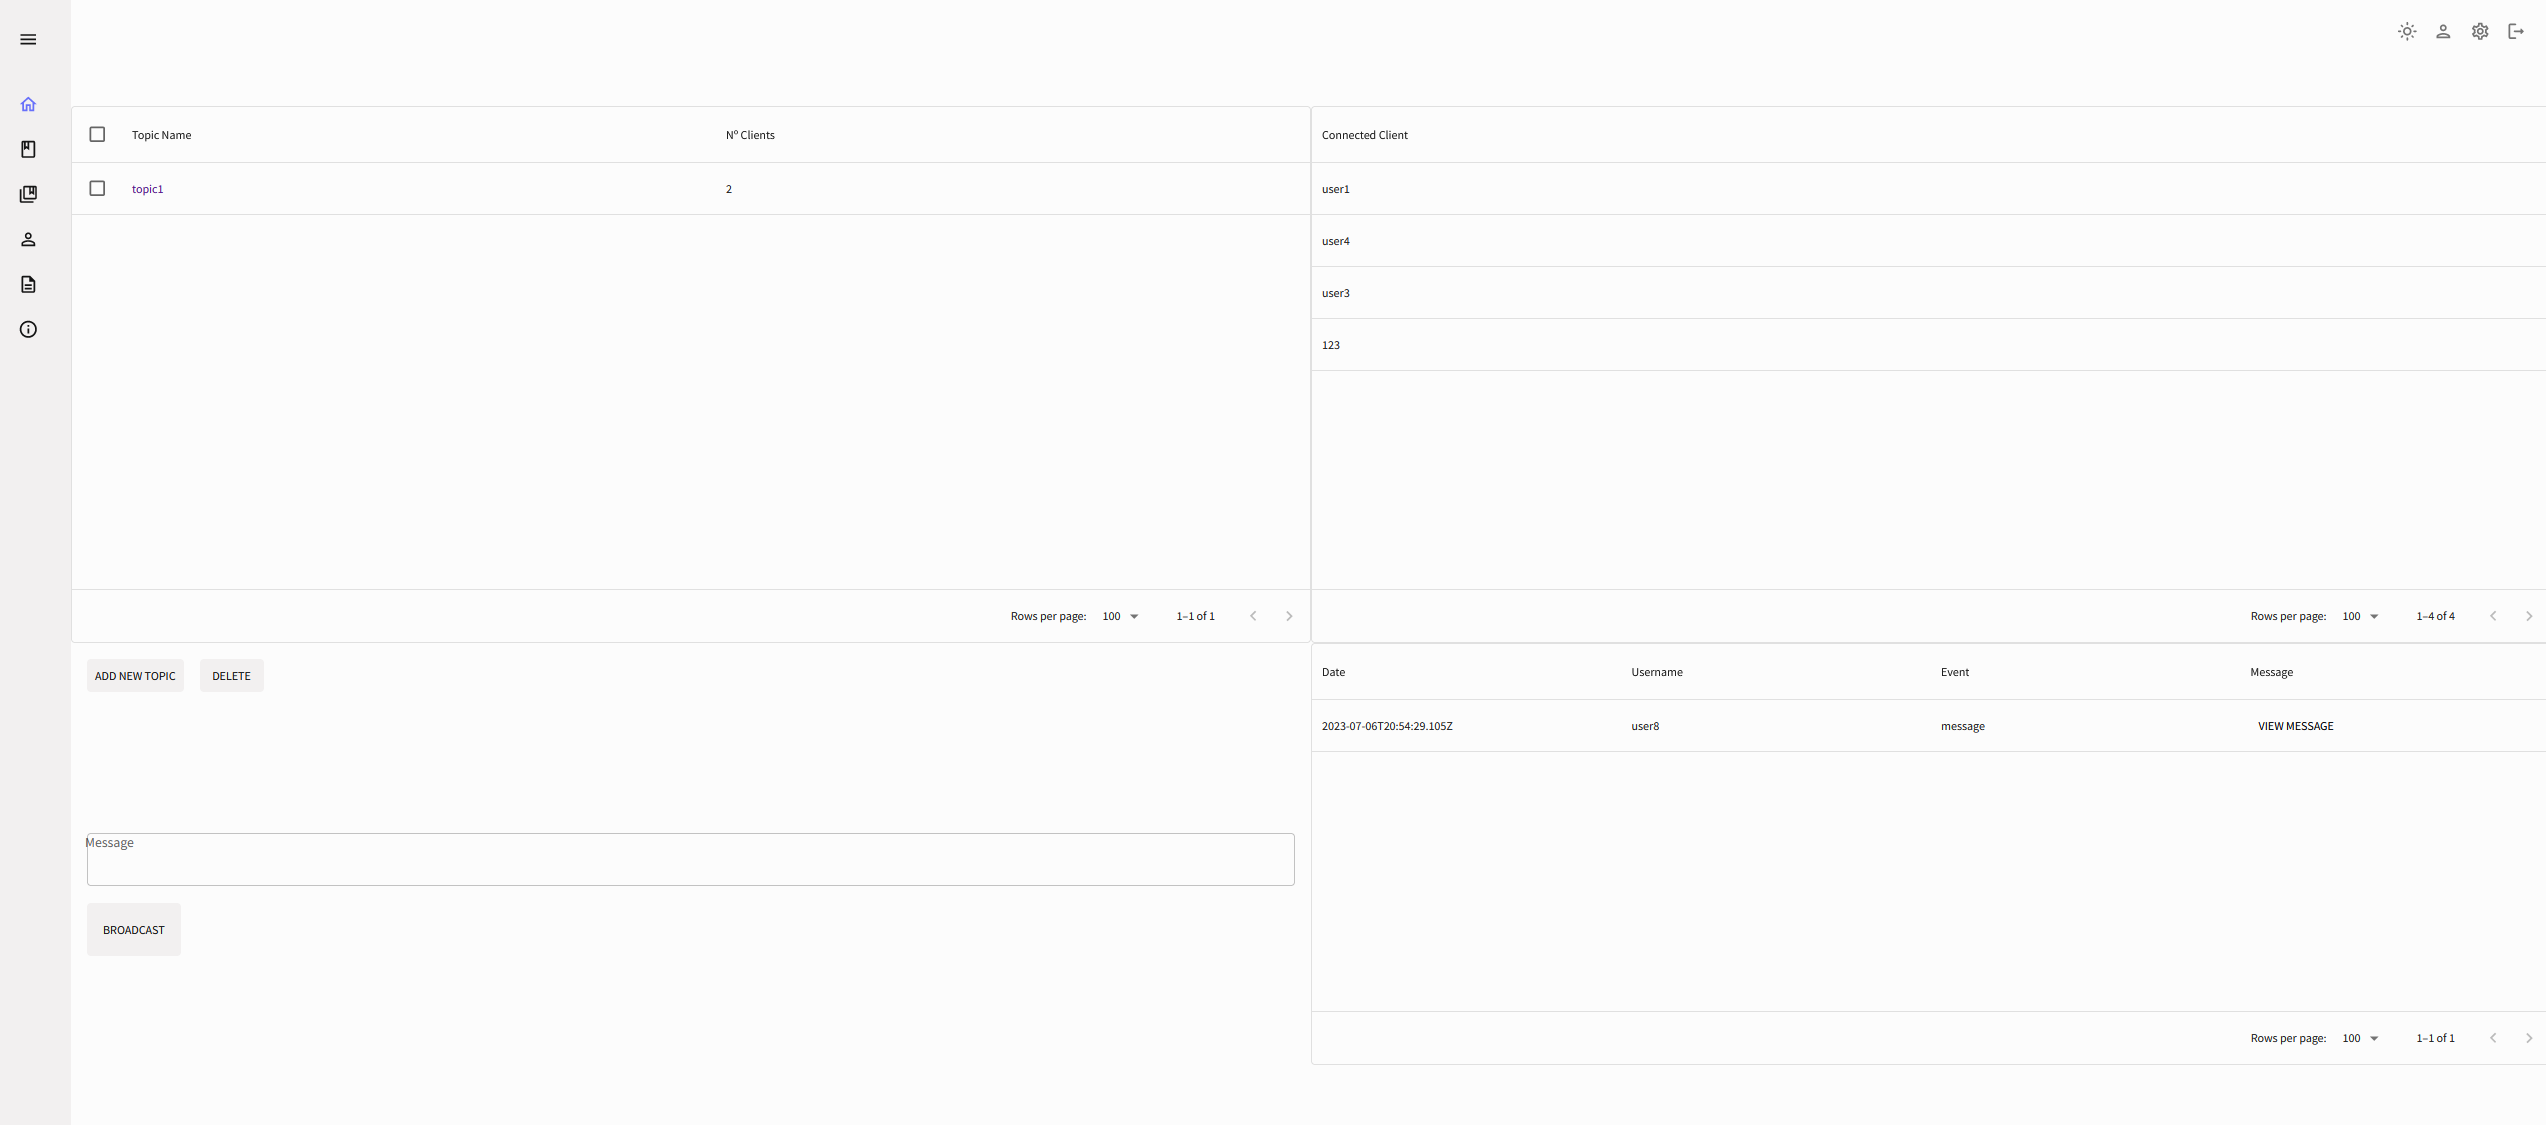 Topic Name Nº Clients
topic1 2
Rows per page: 100 1–1 of 1
Connected Client
user1
user4
user3
123
Rows per page: 100 1–4 of 4
ADD NEW TOPIC DELETE
Message
BROADCAST
Date Username Event Message
2023-07-06T20:54:29.105Z user8 message VIEW MESSAGE
Rows per page: 100 1–1 of 1